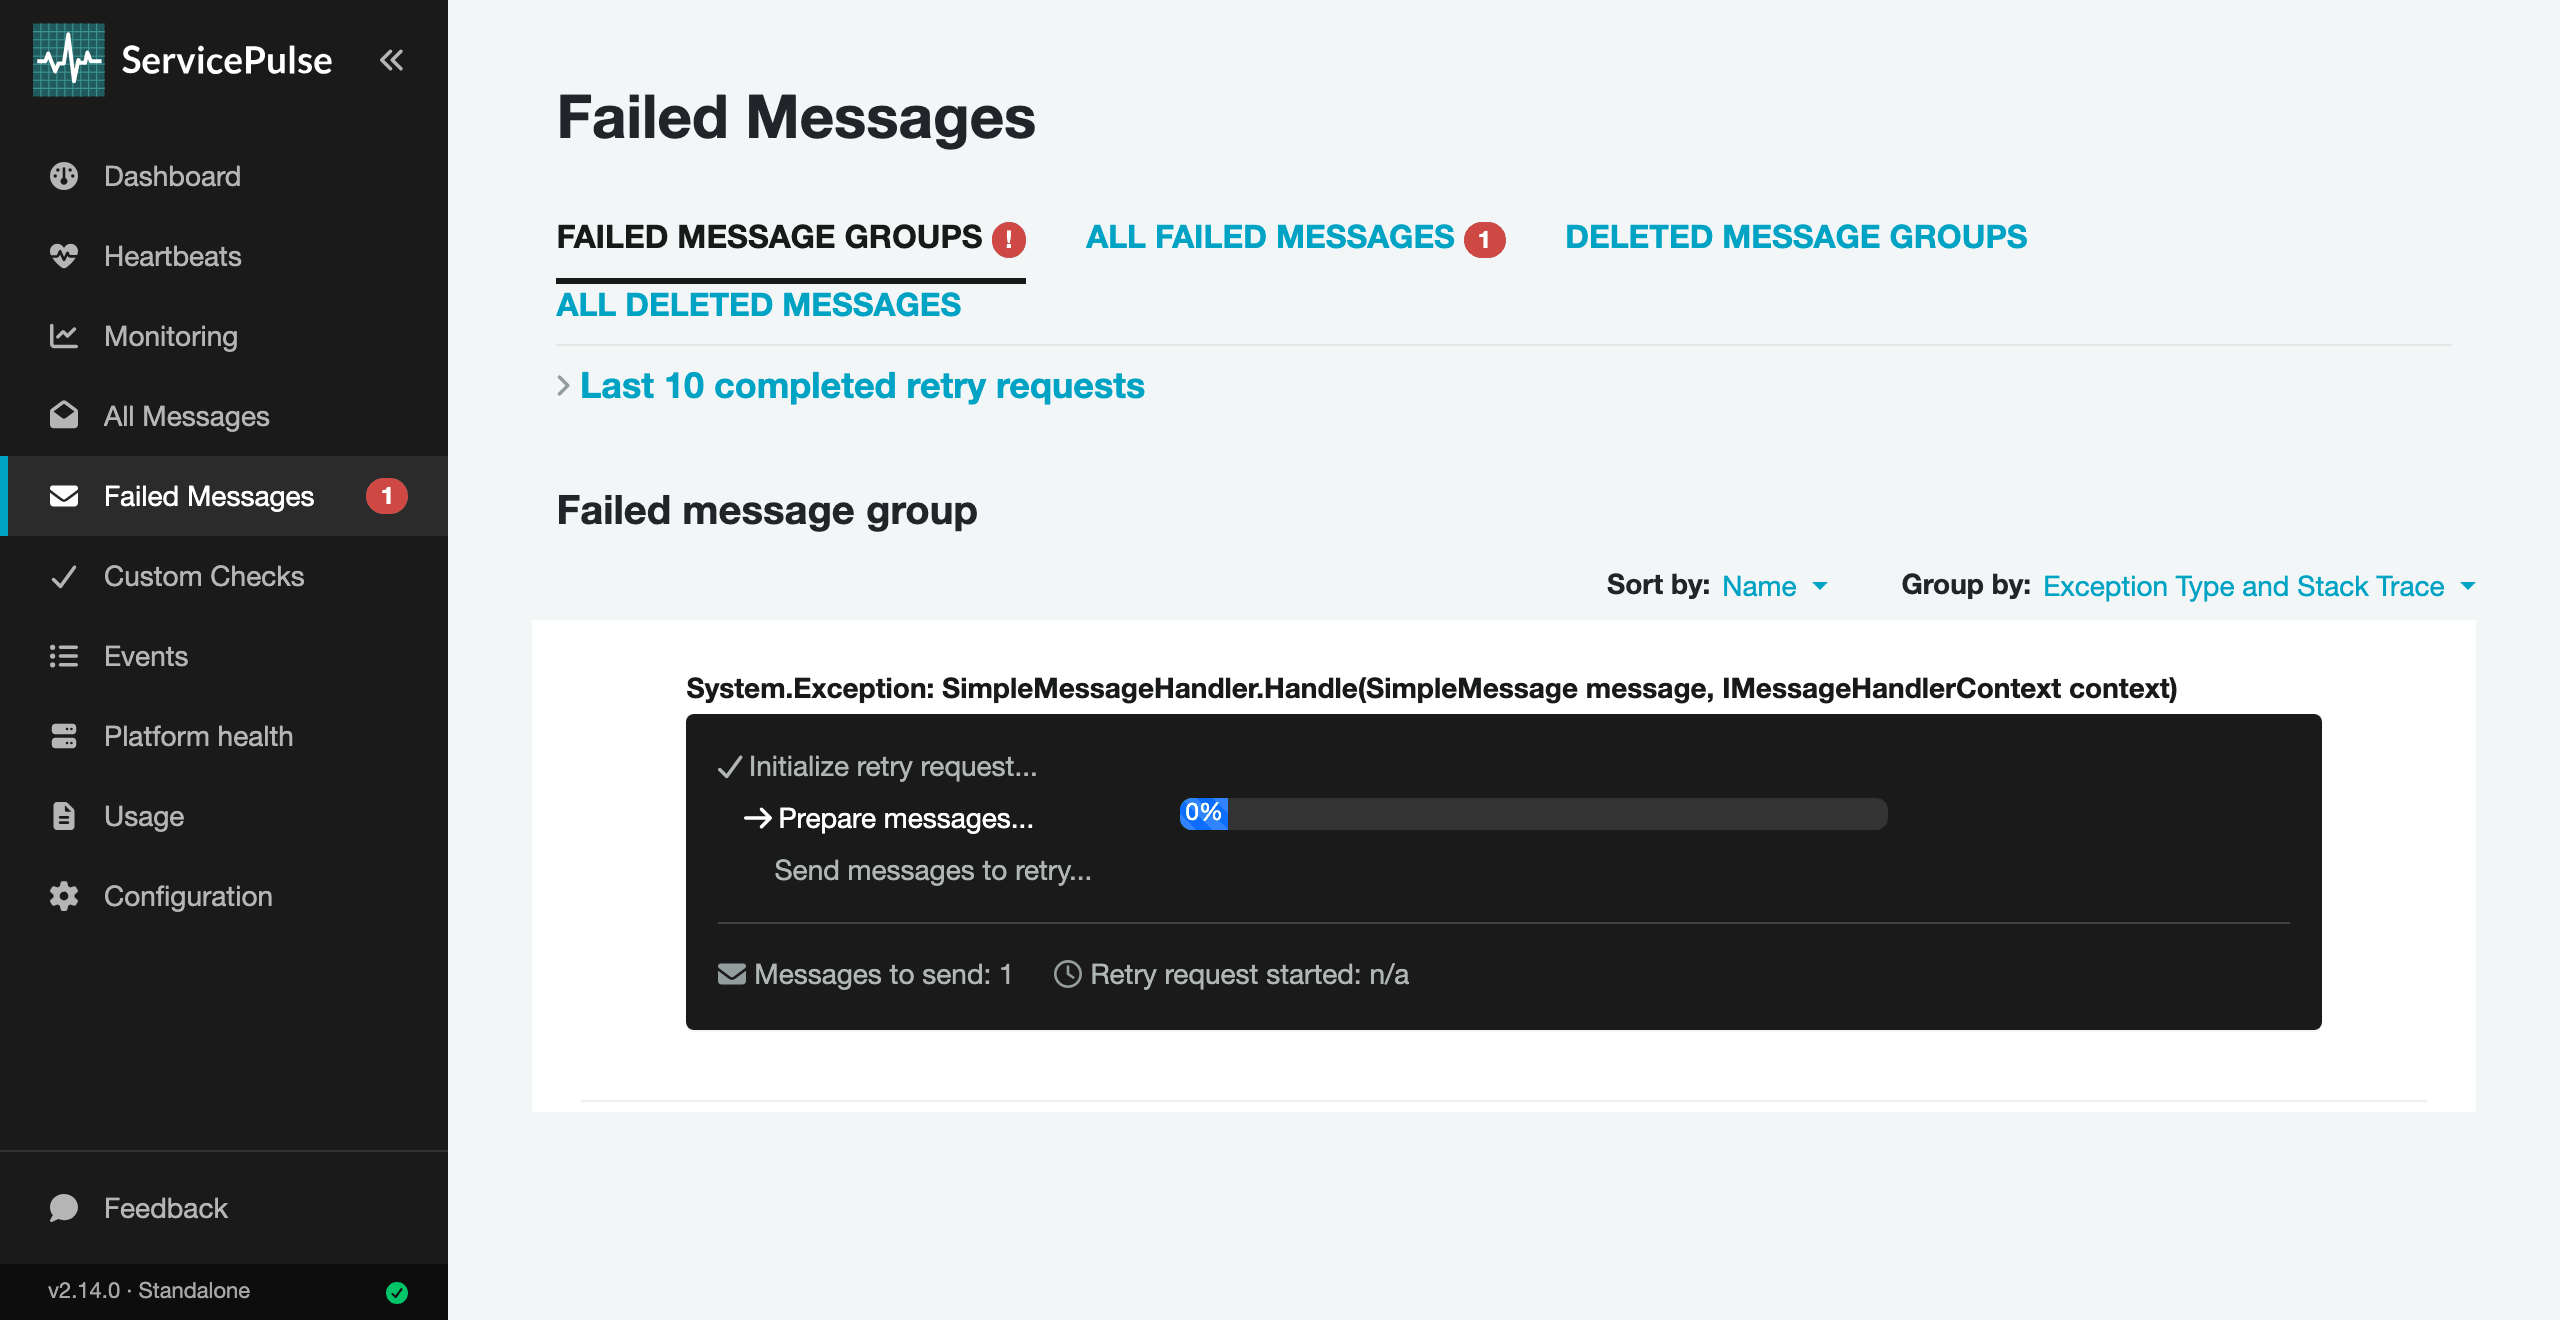 ServicePulse
Dashboard
Heartbeats
Monitoring
All Messages
Failed Messages 1
Custom Checks
Events
Platform health
Usage
Configuration
Feedback
v2.14.0 · Standalone
Failed Messages
FAILED MESSAGE GROUPS ! ALL FAILED MESSAGES 1 DELETED MESSAGE GROUPS
ALL DELETED MESSAGES
Last 10 completed retry requests
Failed message group
Sort by: Name Group by: Exception Type and Stack Trace
System.Exception: SimpleMessageHandler.Handle(SimpleMessage message, IMessageHandlerContext context)
Initialize retry request...
Prepare messages... 0%
Send messages to retry...
Messages to send: 1 Retry request started: n/a